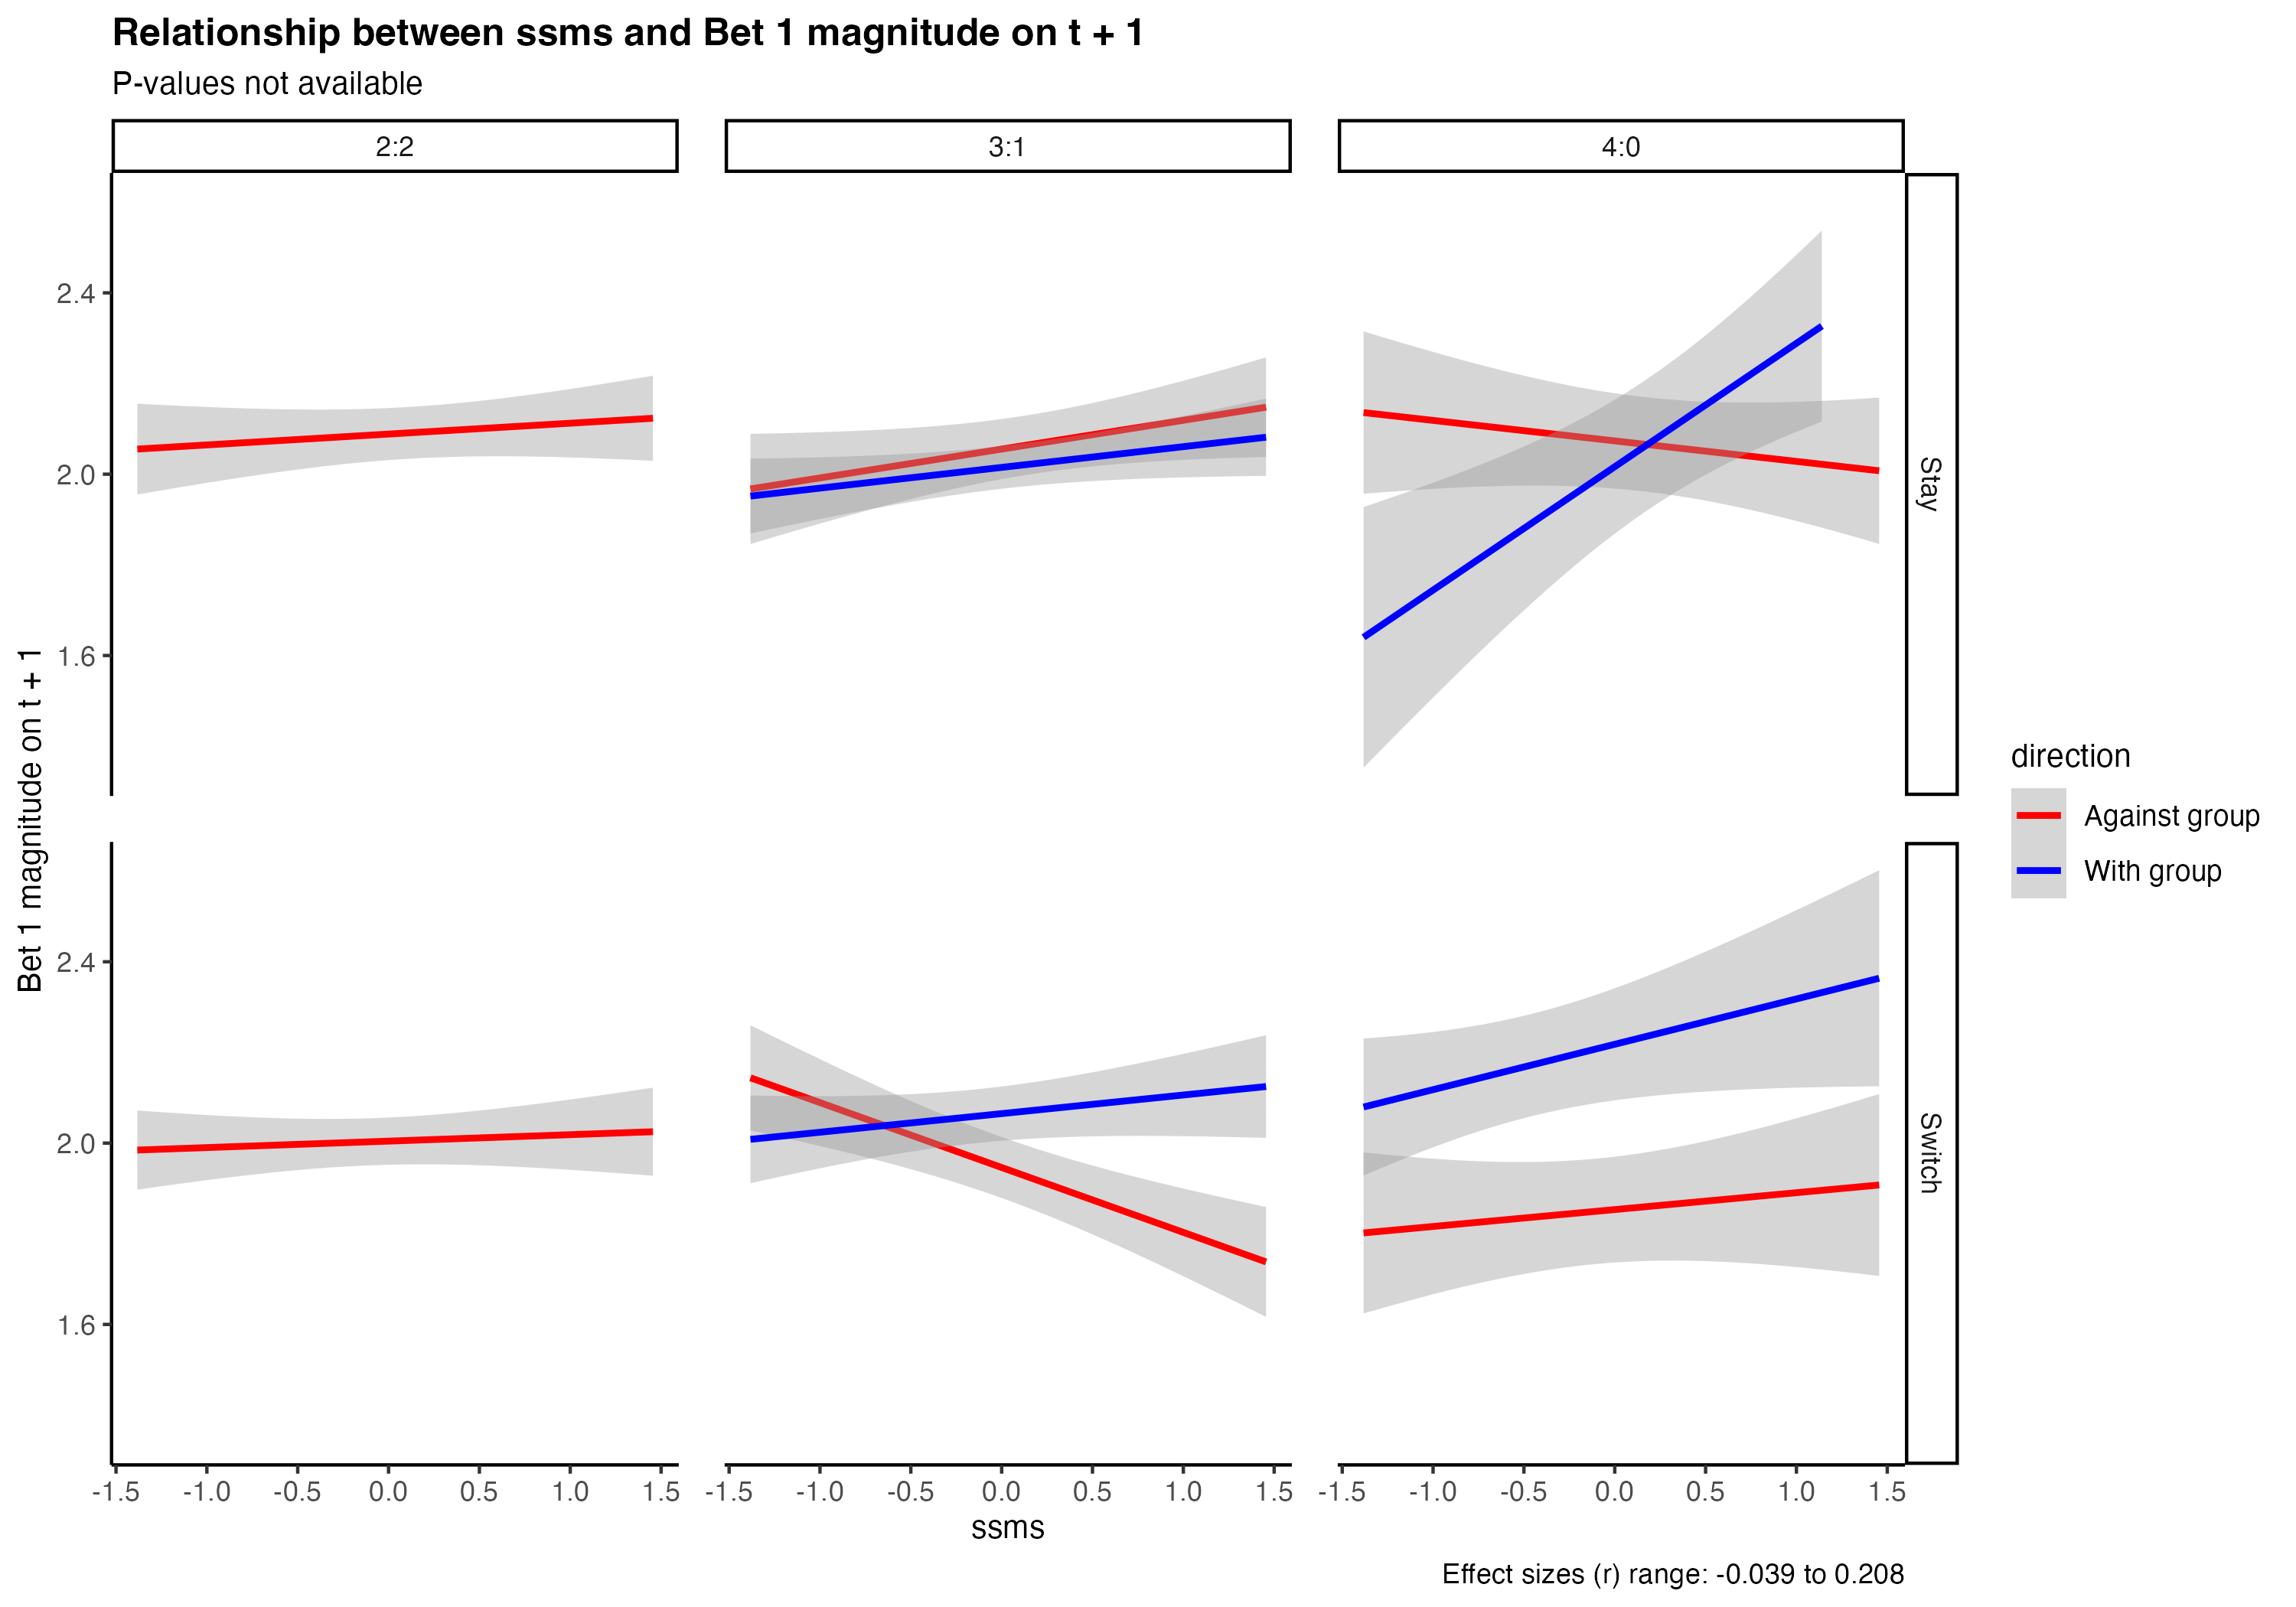 Relationship between ssms and Bet 1 magnitude on t + 1
P-values not available
2:2
3:1
4:0
2.4
2.0
1.6
Stay
Bet 1 magnitude on t + 1
2.4
2.0
1.6
Switch
direction
Against group
With group
-1.5 -1.0 -0.5 0.0 0.5 1.0 1.5
-1.5 -1.0 -0.5 0.0 0.5 1.0 1.5
-1.5 -1.0 -0.5 0.0 0.5 1.0 1.5
ssms
Effect sizes (r) range: -0.039 to 0.208